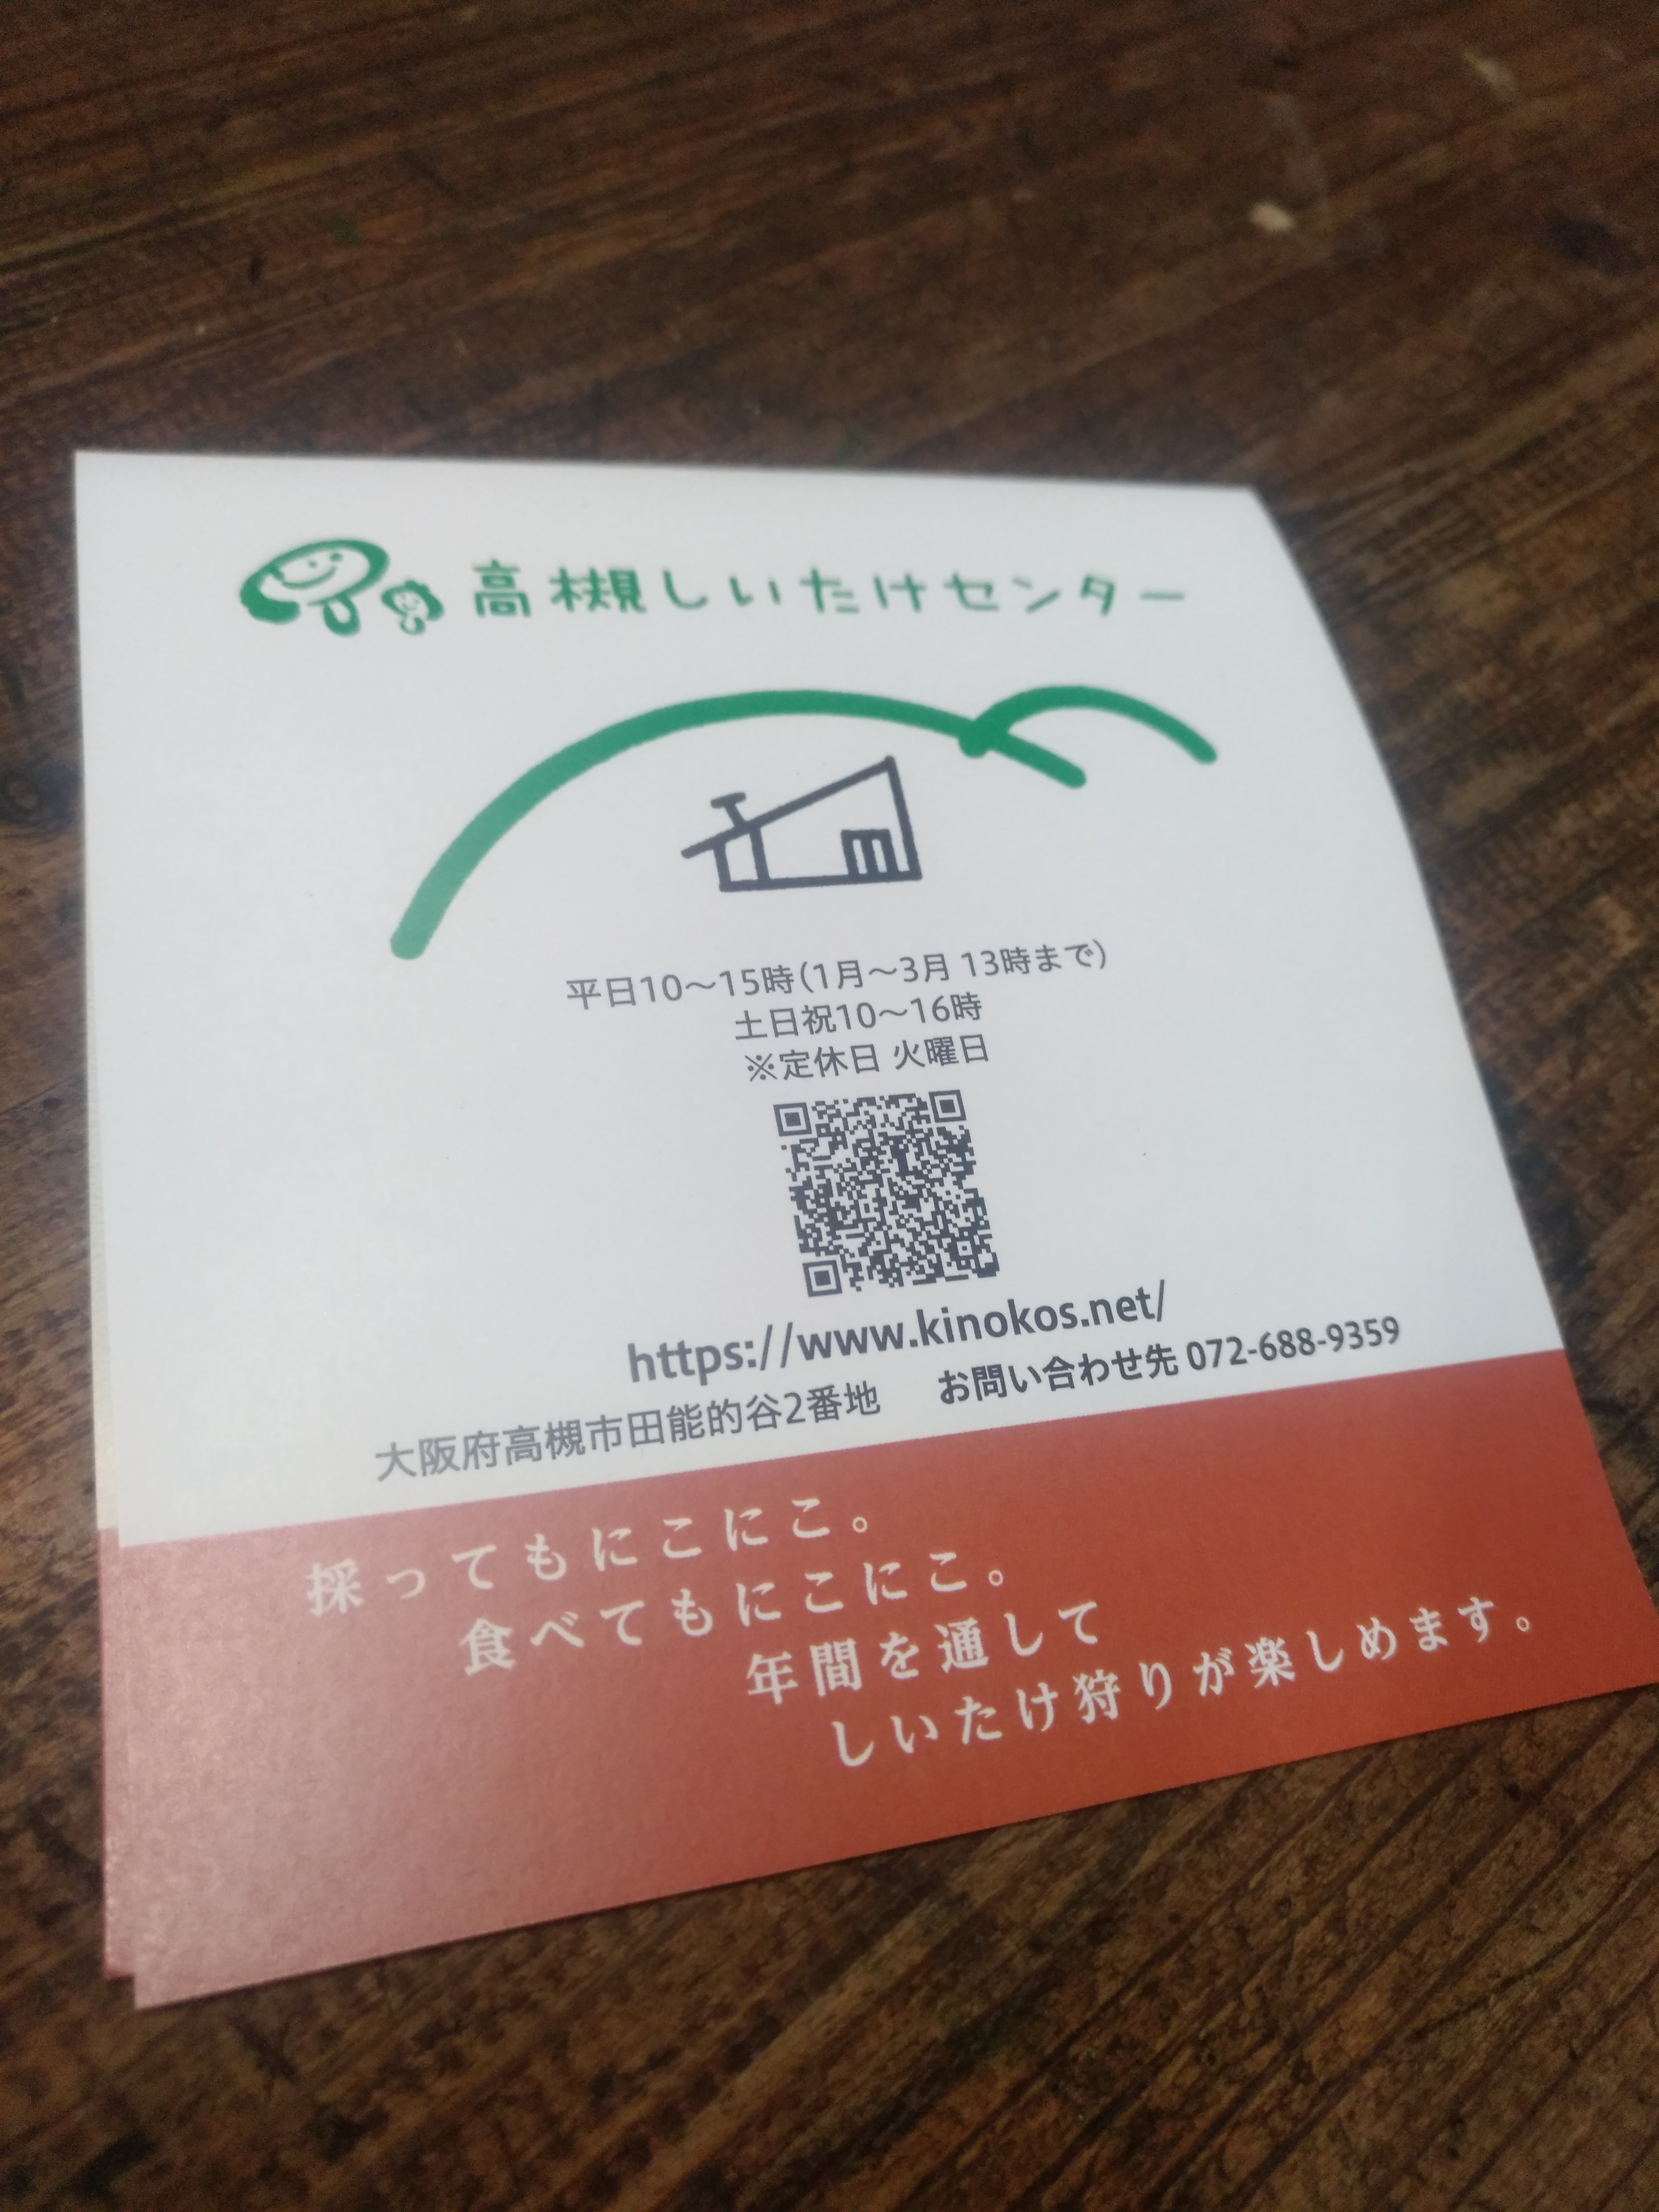 高槻しいたけセンター
平日10～15時(1月～3月 13時まで)
土日祝10～16時
※定休日 火曜日
https://www.kinokos.net/
大阪府高槻市田能的谷2番地 お問い合わせ先 072-688-9359
採ってもにこにこ。
食べてもにこにこ。
年間を通して
しいたけ狩りが楽しめます。